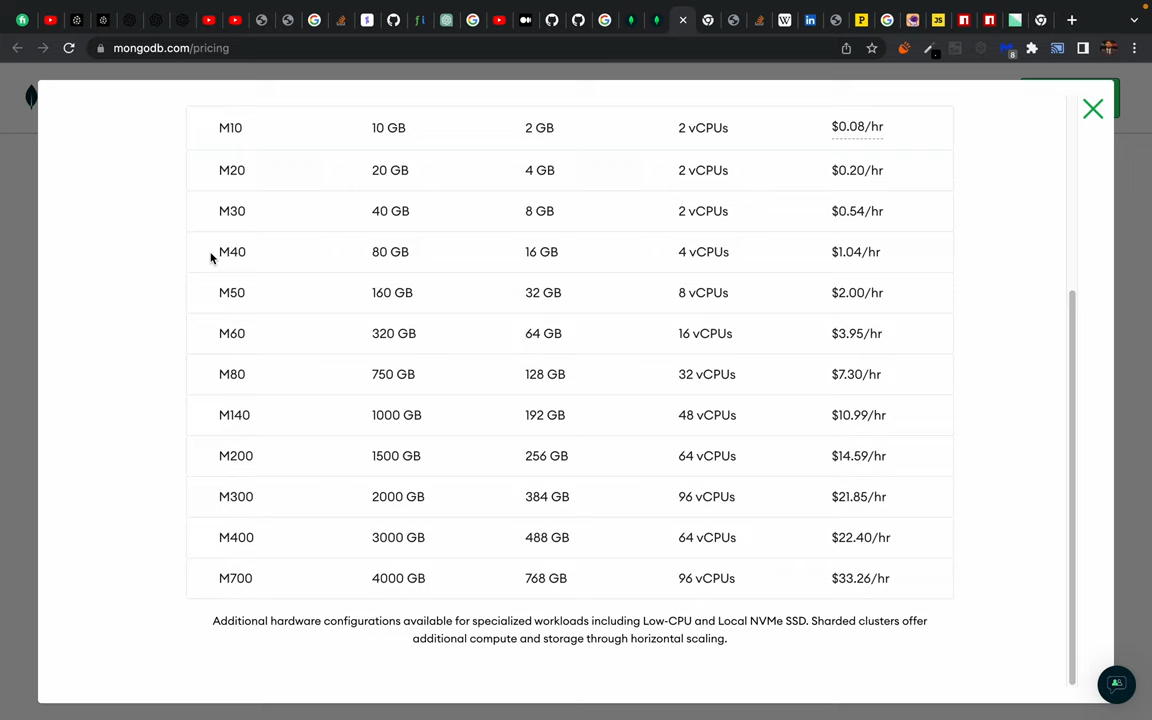 mongodb.com/pricing
8
M10 10 GB 2 GB 2 vCPUs $0.08/hr
M20 20 GB 4 GB 2 vCPUs $0.20/hr
M30 40 GB 8 GB 2 vCPUs $0.54/hr
M40 80 GB 16 GB 4 vCPUs $1.04/hr
M50 160 GB 32 GB 8 vCPUs $2.00/hr
M60 320 GB 64 GB 16 vCPUs $3.95/hr
M80 750 GB 128 GB 32 vCPUs $7.30/hr
M140 1000 GB 192 GB 48 vCPUs $10.99/hr
M200 1500 GB 256 GB 64 vCPUs $14.59/hr
M300 2000 GB 384 GB 96 vCPUs $21.85/hr
M400 3000 GB 488 GB 64 vCPUs $22.40/hr
M700 4000 GB 768 GB 96 vCPUs $33.26/hr
Additional hardware configurations available for specialized workloads including Low-CPU and Local NVMe SSD. Sharded clusters offer
additional compute and storage through horizontal scaling.